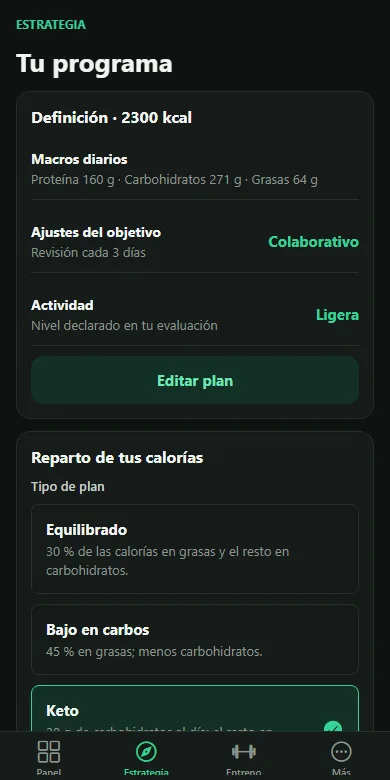 ESTRATEGIA
Tu programa
Definición · 2300 kcal
Macros diarios
Proteína 160 g · Carbohidratos 271 g · Grasas 64 g
Ajustes del objetivo
Revisión cada 3 días
Colaborativo
Actividad
Nivel declarado en tu evaluación
Ligera
Editar plan
Reparto de tus calorías
Tipo de plan
Equilibrado
30 % de las calorías en grasas y el resto en
carbohidratos.
Bajo en carbos
45 % en grasas; menos carbohidratos.
Keto
Panel
Estrategia
Entreno
Más